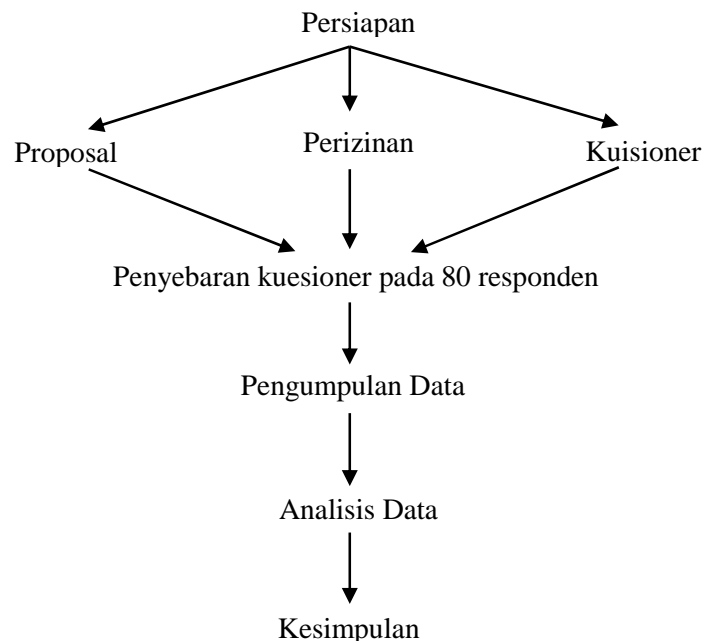 Persiapan
Proposal
Perizinan
Kuisioner
Penyebaran kuesioner pada 80 responden
Pengumpulan Data
Analisis Data
Kesimpulan